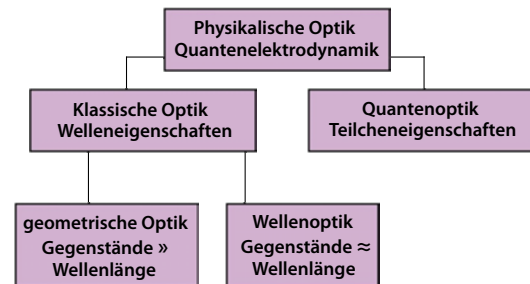 Physikalische Optik
Quantenelektrodynamik
Klassische Optik
Welleneigenschaften
Quantenoptik
Teilcheneigenschaften
geometrische Optik
Gegenstände »
Wellenlänge
Wellenoptik
Gegenstände ≈
Wellenlänge